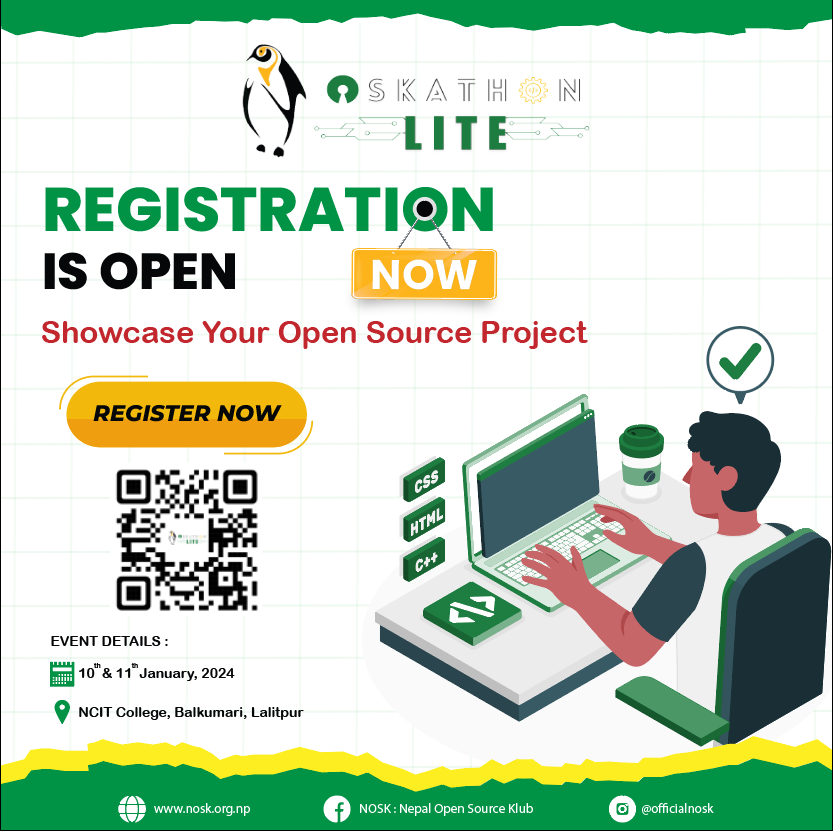 OSKATHON
LITE
REGISTRATION
IS OPEN
NOW
Showcase Your Open Source Project
REGISTER NOW
CSS
HTML
C++
LITE
EVENT DETAILS :
10th & 11th January, 2024
NCIT College, Balkumari, Lalitpur
www.nosk.org.np
NOSK : Nepal Open Source Klub
@officialnosk